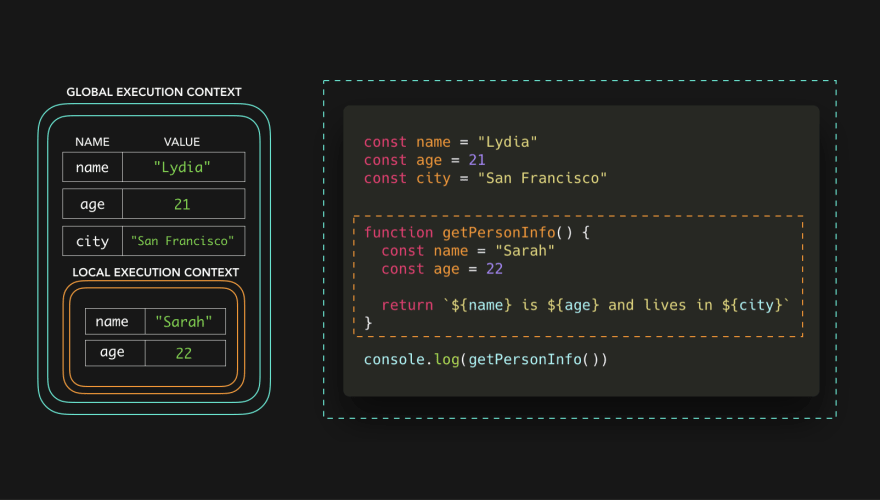 GLOBAL EXECUTION CONTEXT
NAME VALUE
name "Lydia"
age 21
city "San Francisco"
LOCAL EXECUTION CONTEXT
name "Sarah"
age 22
const name = "Lydia"
const age = 21
const city = "San Francisco"
function getPersonInfo() {
  const name = "Sarah"
  const age = 22
  return `${name} is ${age} and lives in ${city}`
}
console.log(getPersonInfo())